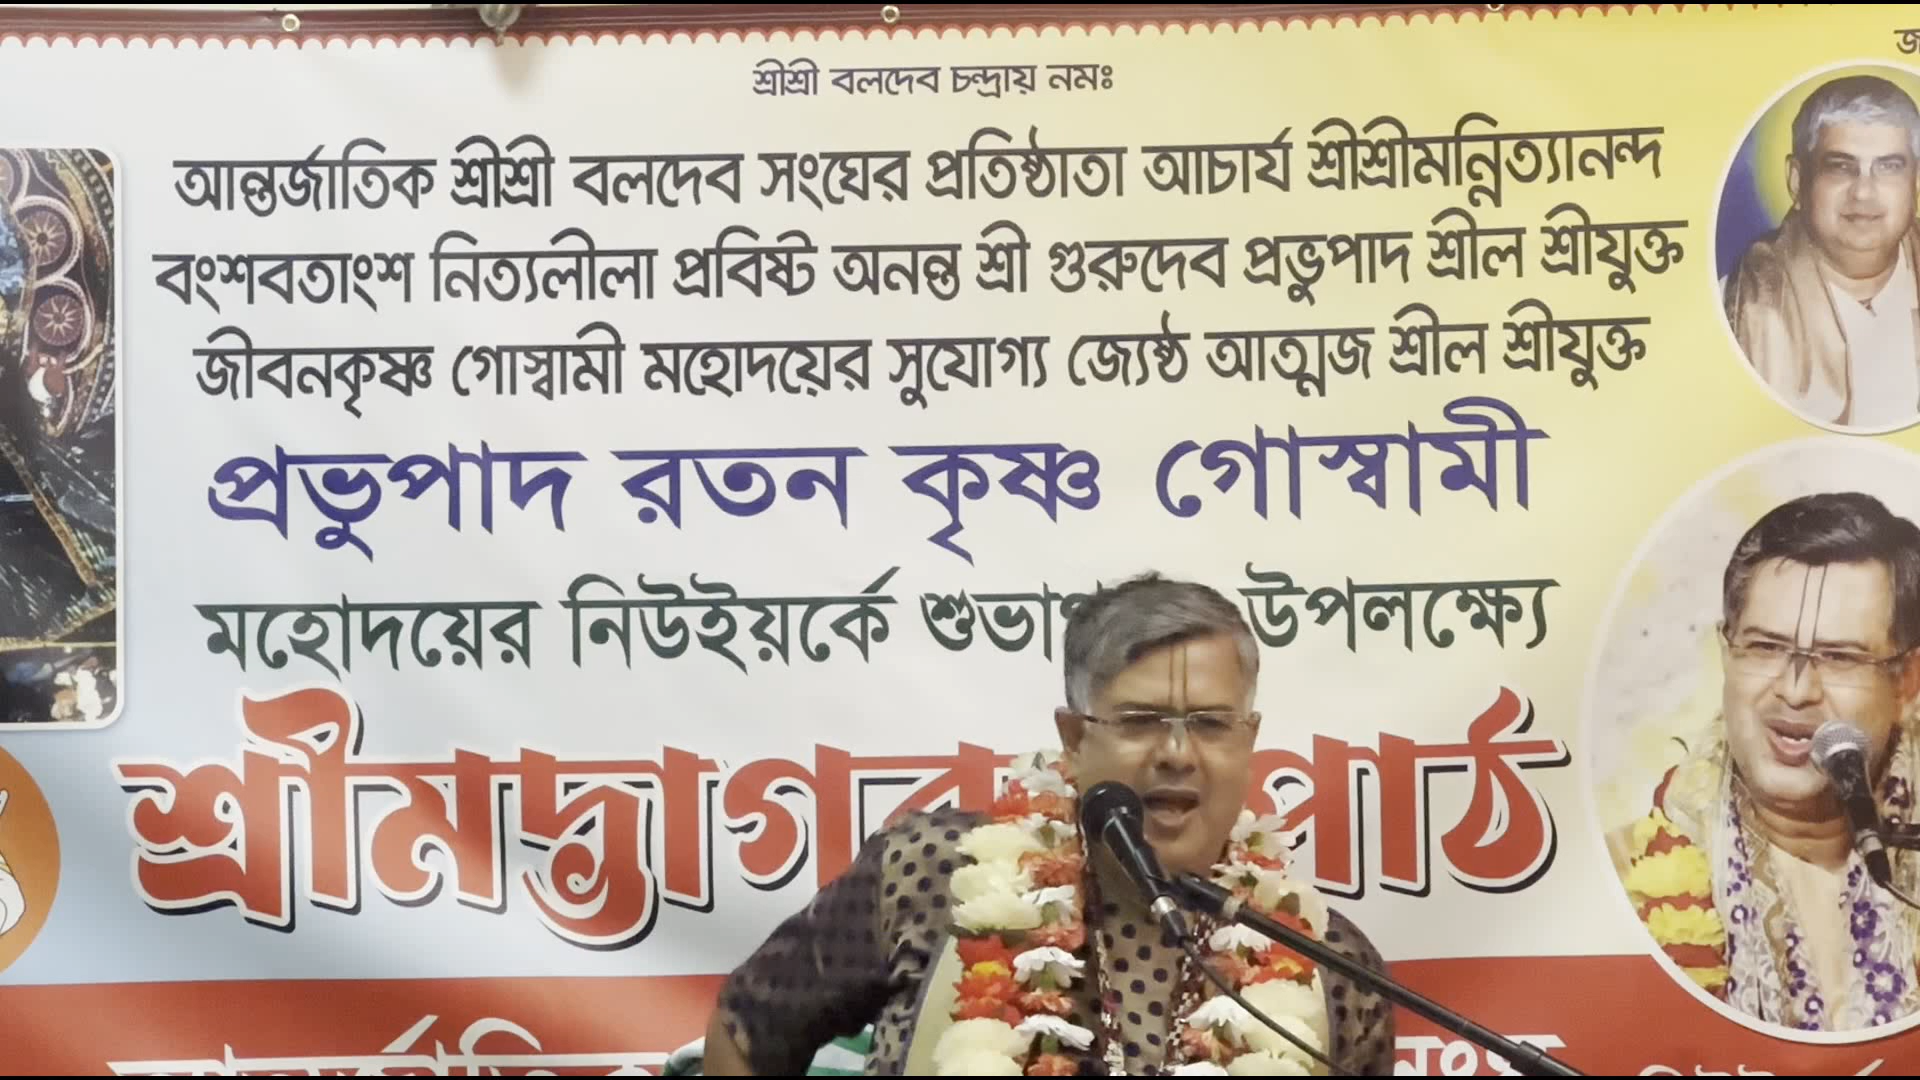 শ্রীশ্রী বলদেব চন্দ্রায় নমঃ
আন্তর্জাতিক শ্রীশ্রী বলদেব সংঘের প্রতিষ্ঠাতা আচার্য শ্রীশ্রীমন্নিত্যানন্দ
বংশবতাংশ নিত্যলীলা প্রবিষ্ট অনন্ত শ্রী গুরুদেব প্রভুপাদ শ্রীল শ্রীযুক্ত
জীবনকৃষ্ণ গোস্বামী মহোদয়ের সুযোগ্য জ্যেষ্ঠ আত্মজ শ্রীল শ্রীযুক্ত
প্রভুপাদ রতন কৃষ্ণ গোস্বামী
মহোদয়ের নিউইয়র্কে উপলক্ষ্যে
পাঠ